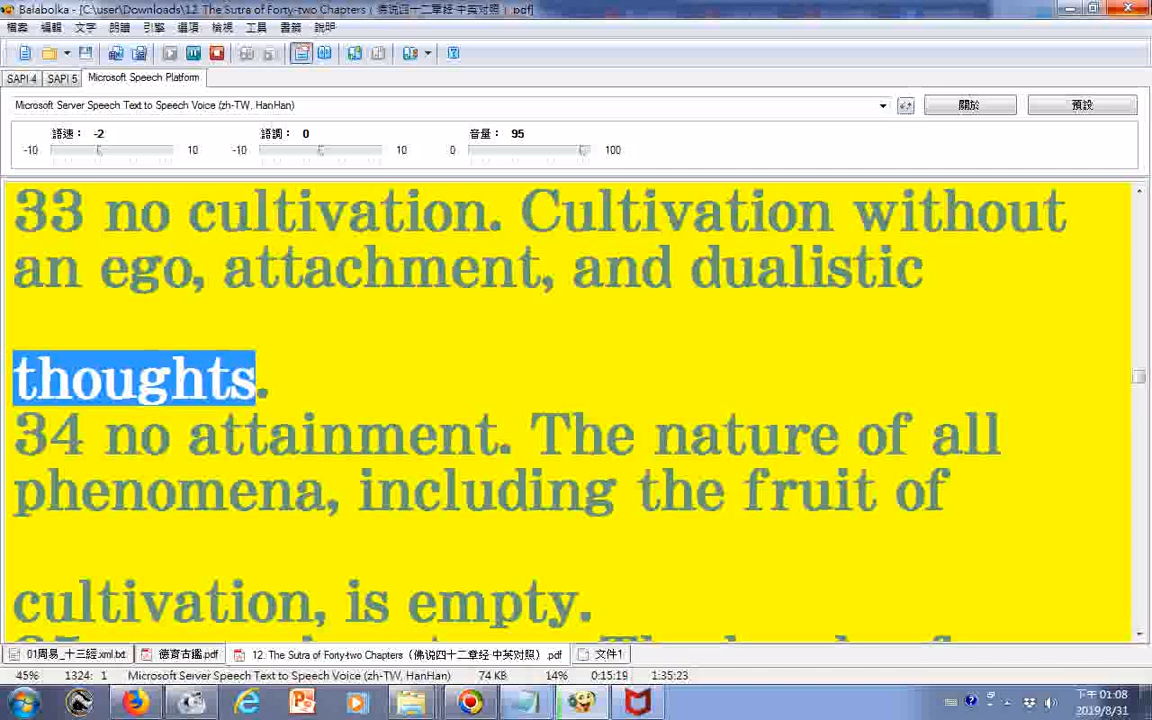 Balabolka - [C:\user\Downloads\12. The Sutra of Forty-two Chapters（佛说四十二章经·中英对照）.pdf]
檔案 編輯 文字 朗讀 引擎 選項 檢視 工具 書籤 說明
SAPI 4 SAPI 5 Microsoft Speech Platform
Microsoft Server Speech Text to Speech Voice (zh-TW, HanHan) 關於 預設
語速： -2 語調： 0 音量： 95
-10 10 -10 10 0 100
33 no cultivation. Cultivation without
an ego, attachment, and dualistic
thoughts.
34 no attainment. The nature of all
phenomena, including the fruit of
cultivation, is empty.
01周易_十三經.xml.txt 德育古鑑.pdf 12. The Sutra of Forty-two Chapters（佛说四十二章经·中英对照）.pdf 文件1
45% 1324: 1 Microsoft Server Speech Text to Speech Voice (zh-TW, HanHan) 74 KB 14% 0:15:19 1:35:23
下午 01:08
2019/8/31